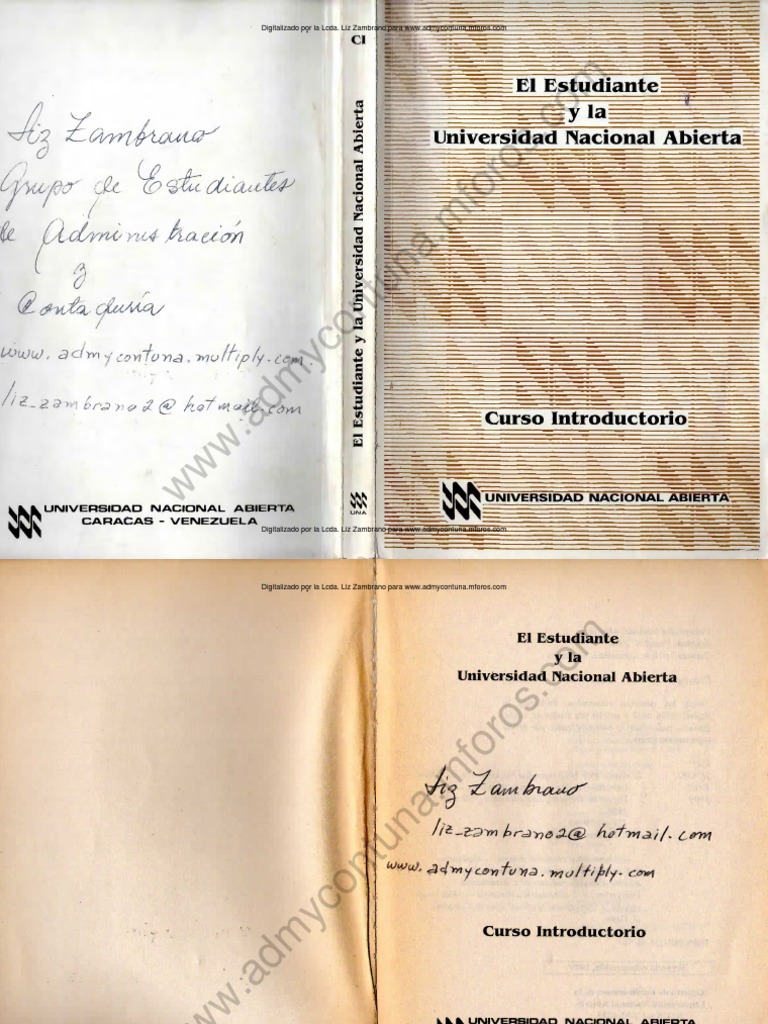 Digitalizado por la Lcda. Liz Zambrano para www.admycontuna.mforos.com
Liz Zambrano
Grupo de Estudiantes
de Administración
y
Contaduría
www.admycontuna.multiply.com
liz_zambrano2@hotmail.com
UNIVERSIDAD NACIONAL ABIERTA
CARACAS - VENEZUELA
CI
El Estudiante y la Universidad Nacional Abierta
UNA
El Estudiante
y la
Universidad Nacional Abierta
Curso Introductorio
UNIVERSIDAD NACIONAL ABIERTA
www.admycontuna.mforos.com
Digitalizado por la Lcda. Liz Zambrano para www.admycontuna.mforos.com
Digitalizado por la Lcda. Liz Zambrano para www.admycontuna.mforos.com
El Estudiante
y la
Universidad Nacional Abierta
Liz Zambrano
liz_zambrano2@hotmail.com
www.admycontuna.multiply.com
Curso Introductorio
UNIVERSIDAD NACIONAL ABIERTA
www.admycontuna.mforos.com